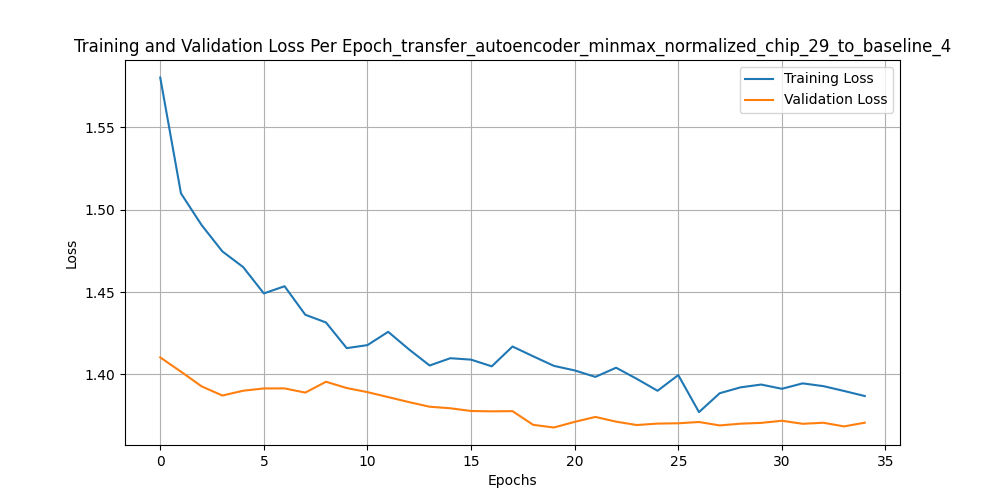 Training and Validation Loss Per Epoch_transfer_autoencoder_minmax_normalized_chip_29_to_baseline_4
Training Loss
Validation Loss
1.55
1.50
1.45
1.40
Loss
0 5 10 15 20 25 30 35
Epochs